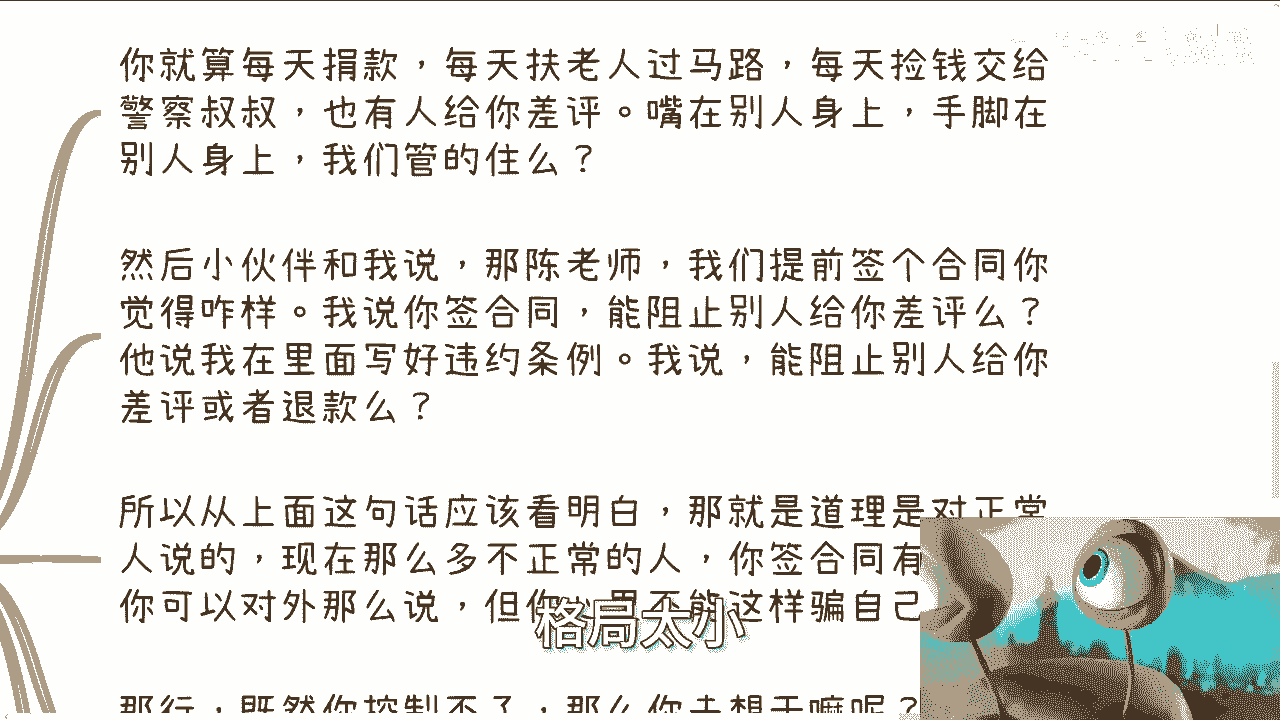 你就算每天捐款，每天扶老人过马路，每天捡钱交给
警察叔叔，也有人给你差评。嘴在别人身上，手脚在
别人身上，我们管的住么？
然后小伙伴和我说，那陈老师，我们提前签个合同你
觉得咋样。我说你签合同，能阻止别人给你差评么？
他说我在里面写好违约条例。我说，能阻止别人给你
差评或者退款么？
所以从上面这句话应该看明白，那就是道理是对正常
人说的，现在那么多不正常的人，你签合同有
你可以对外那么说，但你 不能这样骗自己
格局太小
那行，既然你控制不了，那么你去想干嘛呢？